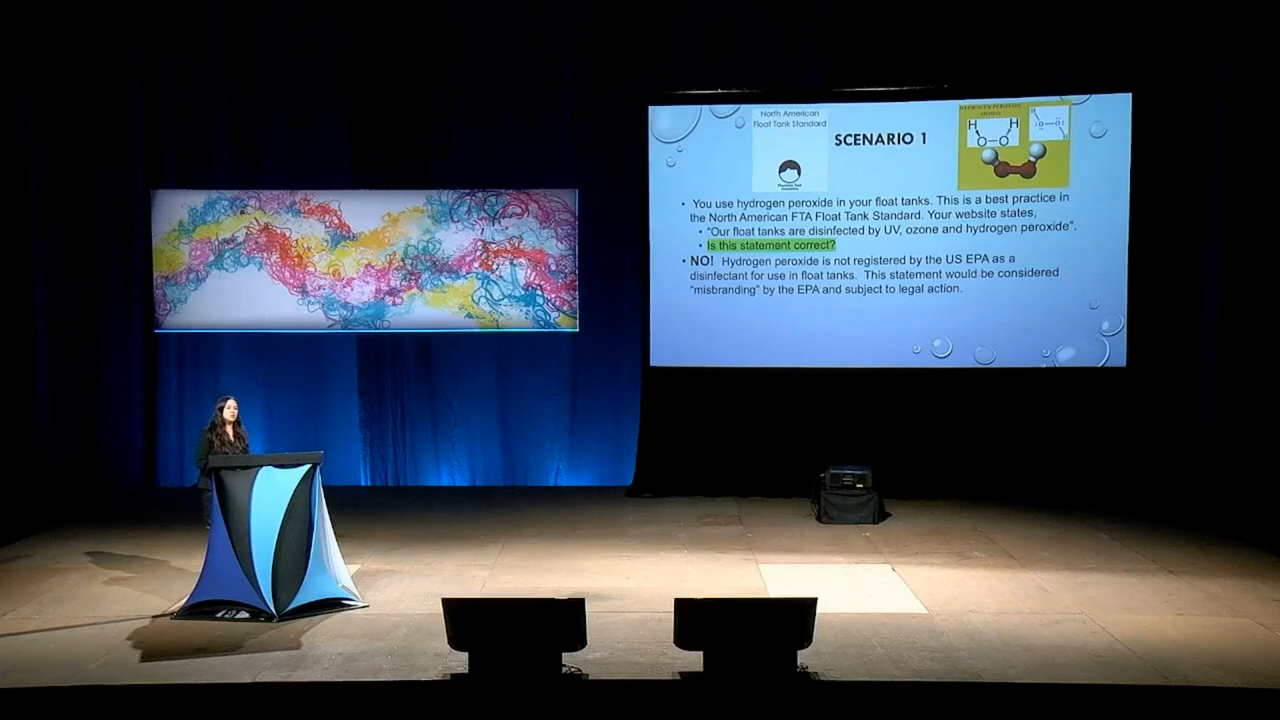 North American
Float Tank Standard
SCENARIO 1
HYDROGEN PEROXIDE
• You use hydrogen peroxide in your float tanks. This is a best practice in
the North American FTA Float Tank Standard. Your website states,
• "Our float tanks are disinfected by UV, ozone and hydrogen peroxide".
• Is this statement correct?
• NO! Hydrogen peroxide is not registered by the US EPA as a
disinfectant for use in float tanks. This statement would be considered
"misbranding" by the EPA and subject to legal action.